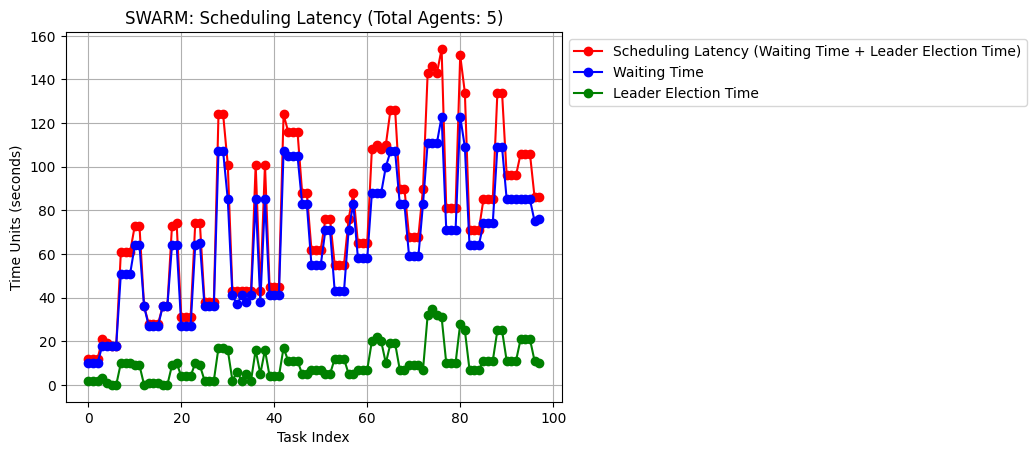 SWARM: Scheduling Latency (Total Agents: 5)
Scheduling Latency (Waiting Time + Leader Election Time)
Waiting Time
Leader Election Time
Time Units (seconds)
160
140
120
100
80
60
40
20
0
0 20 40 60 80 100
Task Index